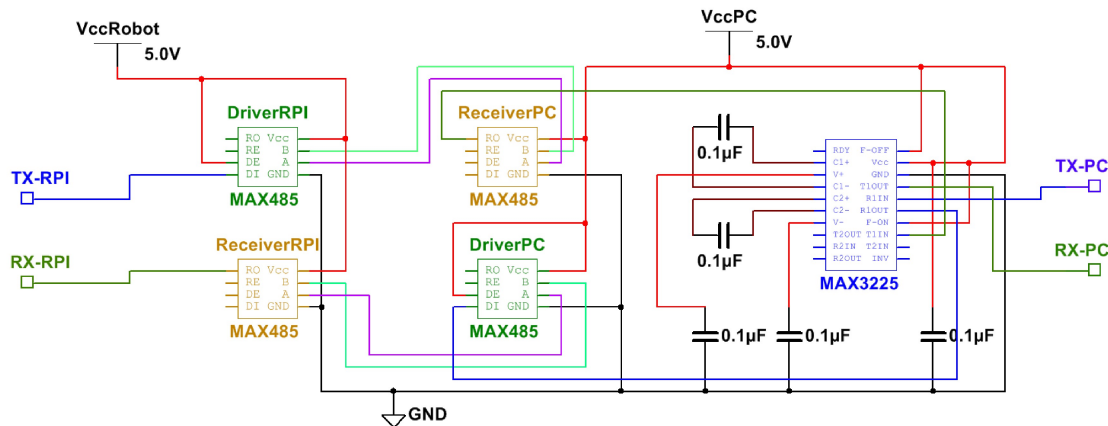 VccRobot
5.0V
VccPC
5.0V
DriverRPI
RO Vcc
RE B
DE A
DI GND
MAX485
ReceiverPC
RO Vcc
RE B
DE A
DI GND
MAX485
0.1µF
0.1µF
RDY F-OFF
C1+ Vcc
V+ GND
C1- T1OUT
C2+ R1IN
C2- R1OUT
V- F-ON
T2OUT T1IN
R2IN T2IN
R2OUT INV
MAX3225
TX-RPI
TX-PC
RX-RPI
RX-PC
ReceiverRPI
RO Vcc
RE B
DE A
DI GND
MAX485
DriverPC
RO Vcc
RE B
DE A
DI GND
MAX485
0.1µF
0.1µF
0.1µF
GND